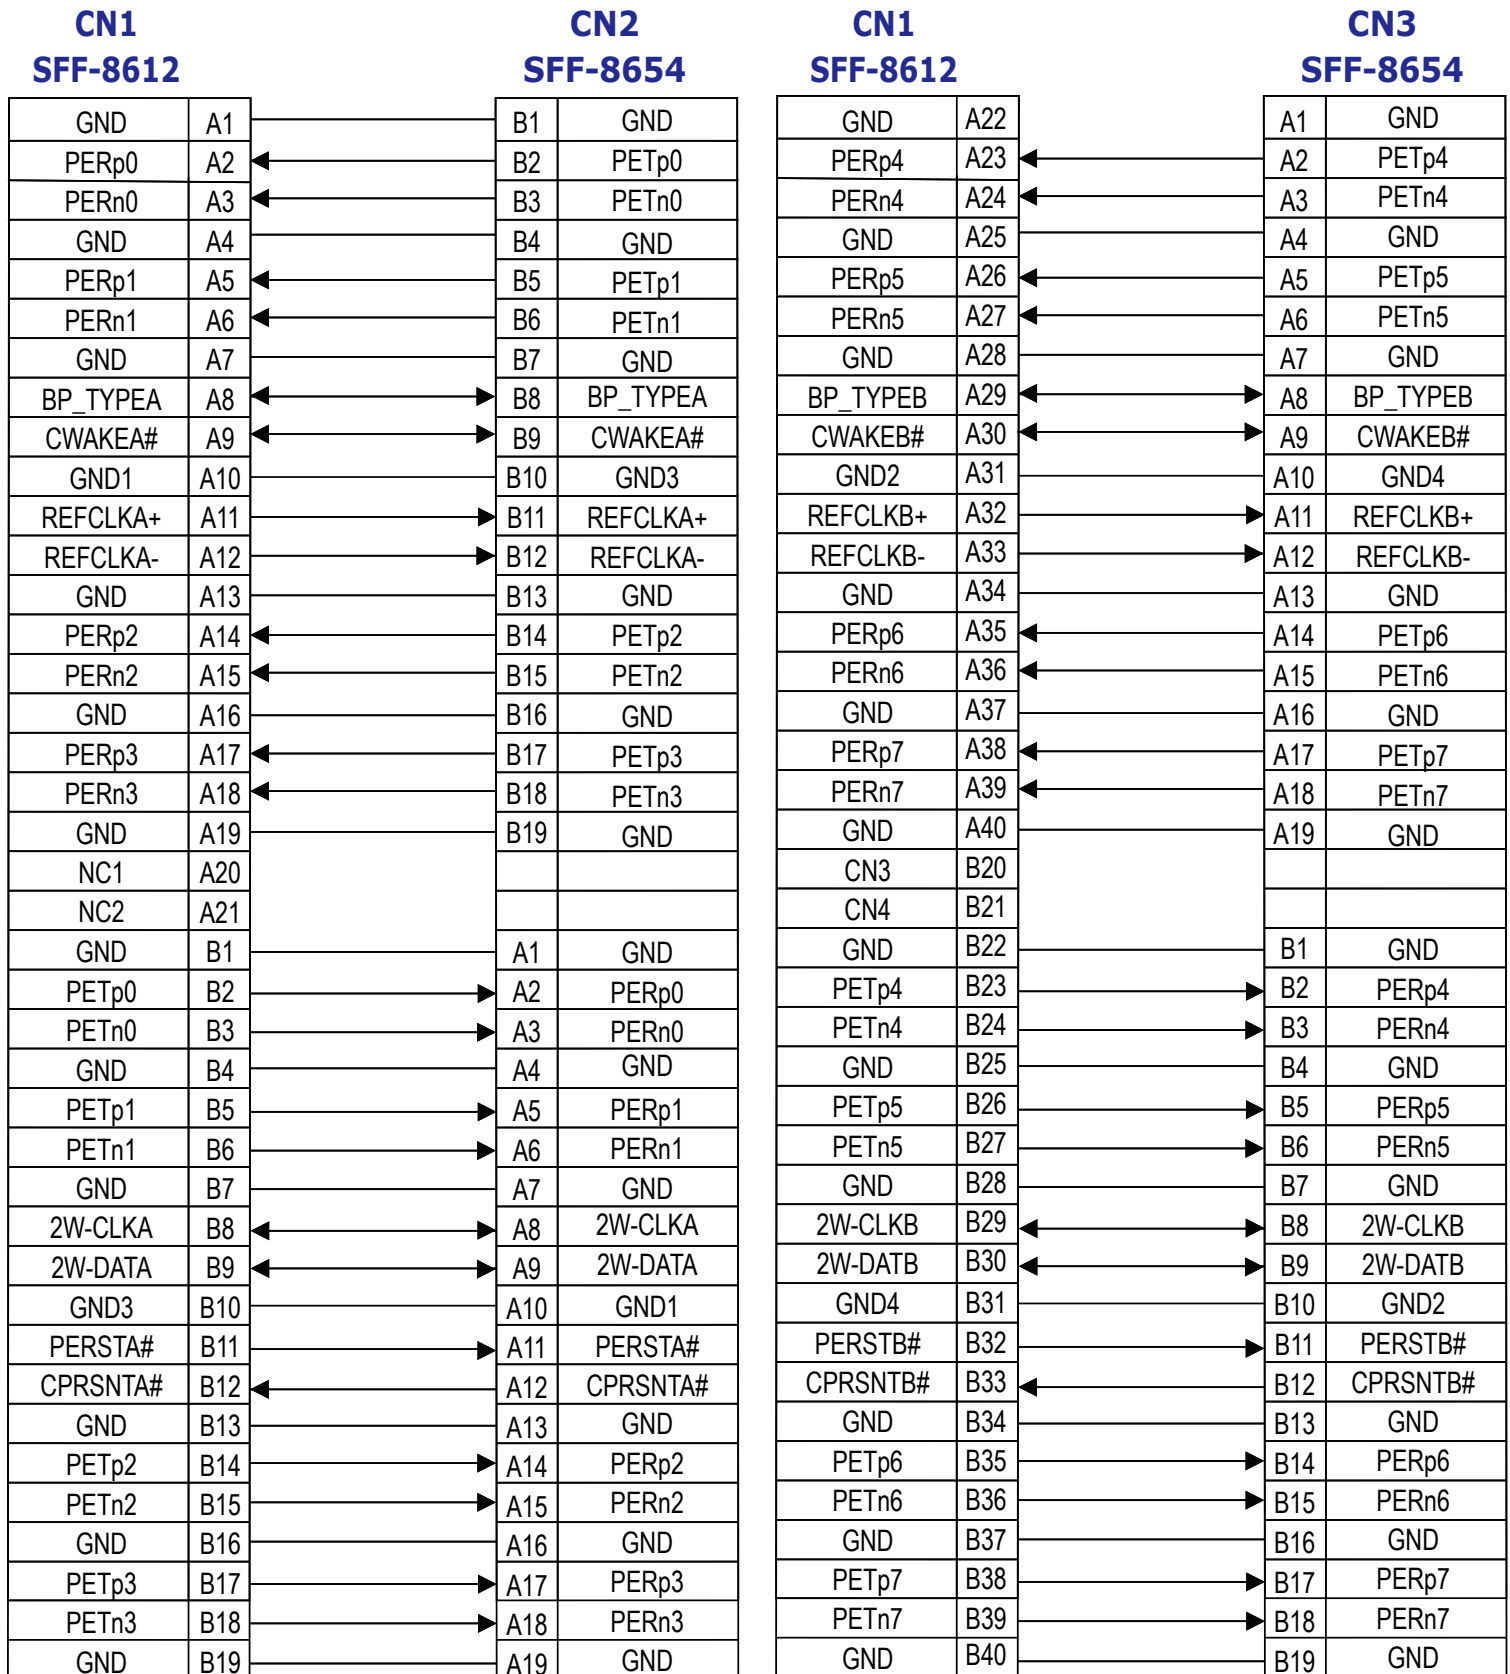 CN1 CN2 CN1 CN3
SFF-8612 SFF-8654 SFF-8612 SFF-8654
GND A1 B1 GND GND A22 A1 GND
PERp0 A2 B2 PETp0 PERp4 A23 A2 PETp4
PERn0 A3 B3 PETn0 PERn4 A24 A3 PETn4
GND A4 B4 GND GND A25 A4 GND
PERp1 A5 B5 PETp1 PERp5 A26 A5 PETp5
PERn1 A6 B6 PETn1 PERn5 A27 A6 PETn5
GND A7 B7 GND GND A28 A7 GND
BP_TYPEA A8 B8 BP_TYPEA BP_TYPEB A29 A8 BP_TYPEB
CWAKEA# A9 B9 CWAKEA# CWAKEB# A30 A9 CWAKEB#
GND1 A10 B10 GND3 GND2 A31 A10 GND4
REFCLKA+ A11 B11 REFCLKA+ REFCLKB+ A32 A11 REFCLKB+
REFCLKA- A12 B12 REFCLKA- REFCLKB- A33 A12 REFCLKB-
GND A13 B13 GND GND A34 A13 GND
PERp2 A14 B14 PETp2 PERp6 A35 A14 PETp6
PERn2 A15 B15 PETn2 PERn6 A36 A15 PETn6
GND A16 B16 GND GND A37 A16 GND
PERp3 A17 B17 PETp3 PERp7 A38 A17 PETp7
PERn3 A18 B18 PETn3 PERn7 A39 A18 PETn7
GND A19 B19 GND GND A40 A19 GND
NC1 A20 CN3 B20
NC2 A21 CN4 B21
GND B1 A1 GND GND B22 B1 GND
PETp0 B2 A2 PERp0 PETp4 B23 B2 PERp4
PETn0 B3 A3 PERn0 PETn4 B24 B3 PERn4
GND B4 A4 GND GND B25 B4 GND
PETp1 B5 A5 PERp1 PETp5 B26 B5 PERp5
PETn1 B6 A6 PERn1 PETn5 B27 B6 PERn5
GND B7 A7 GND GND B28 B7 GND
2W-CLKA B8 A8 2W-CLKA 2W-CLKB B29 B8 2W-CLKB
2W-DATA B9 A9 2W-DATA 2W-DATB B30 B9 2W-DATB
GND3 B10 A10 GND1 GND4 B31 B10 GND2
PERSTA# B11 A11 PERSTA# PERSTB# B32 B11 PERSTB#
CPRSNTA# B12 A12 CPRSNTA# CPRSNTB# B33 B12 CPRSNTB#
GND B13 A13 GND GND B34 B13 GND
PETp2 B14 A14 PERp2 PETp6 B35 B14 PERp6
PETn2 B15 A15 PERn2 PETn6 B36 B15 PERn6
GND B16 A16 GND GND B37 B16 GND
PETp3 B17 A17 PERp3 PETp7 B38 B17 PERp7
PETn3 B18 A18 PERn3 PETn7 B39 B18 PERn7
GND B19 A19 GND GND B40 B19 GND